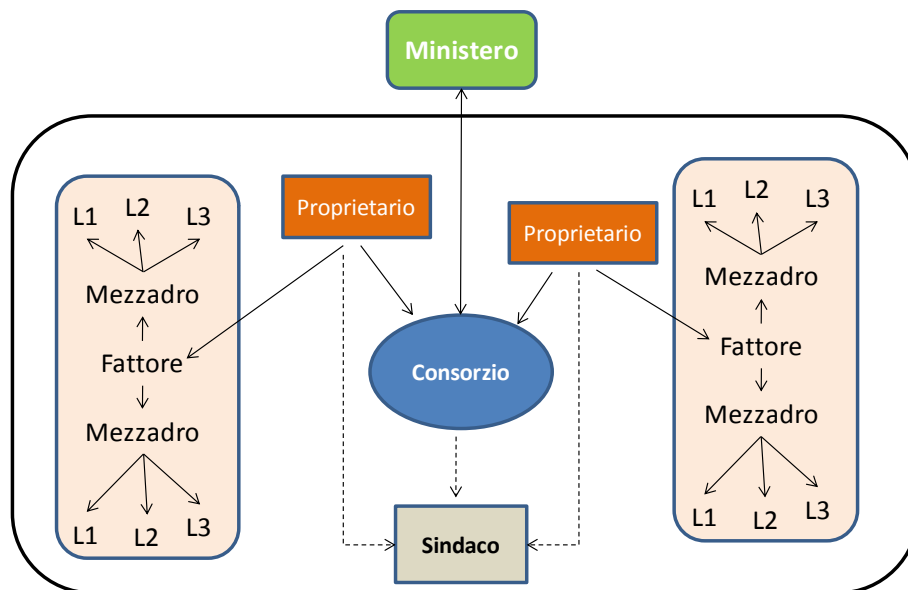 Ministero
L1 L2 L3
Mezzadro
Fattore
Mezzadro
L1 L2 L3
Proprietario
Proprietario
Consorzio
Sindaco
L1 L2 L3
Mezzadro
Fattore
Mezzadro
L1 L2 L3